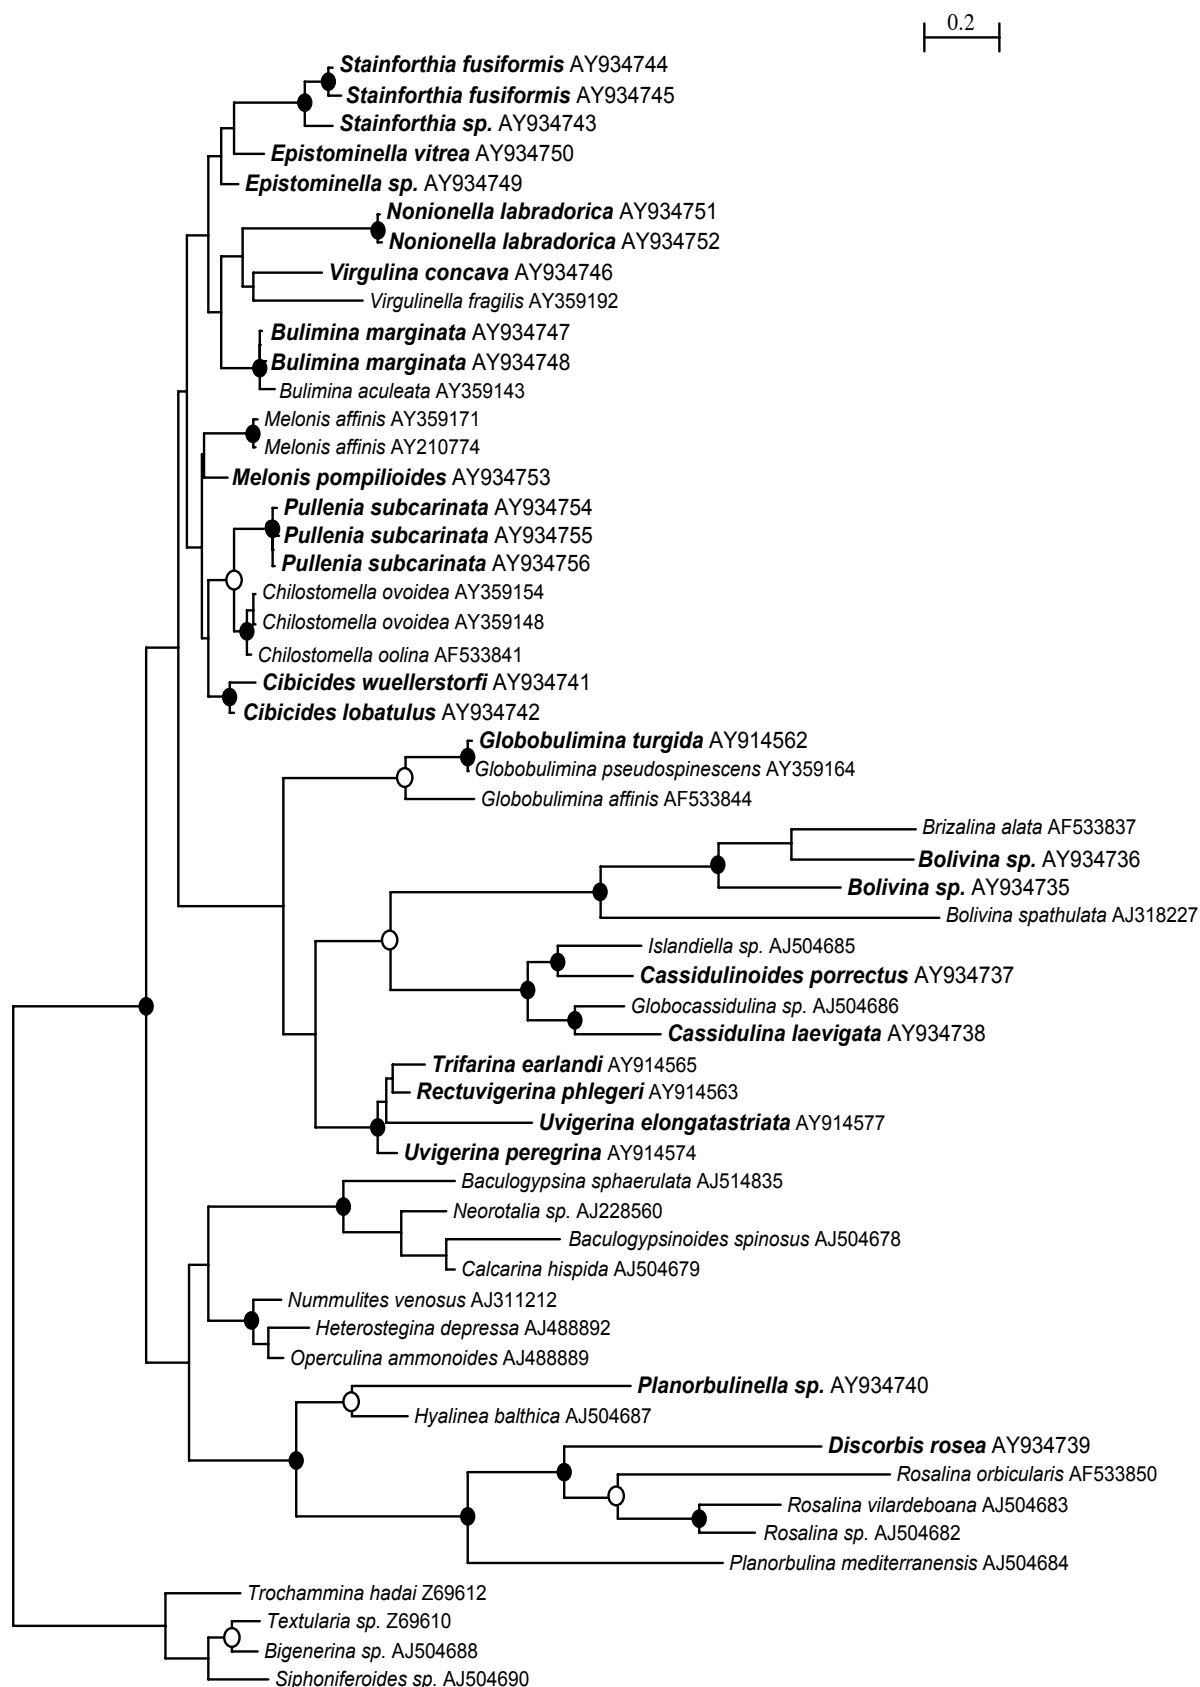 0.2
Stainforthia fusiformis AY934744
Stainforthia fusiformis AY934745
Stainforthia sp. AY934743
Epistominella vitrea AY934750
Epistominella sp. AY934749
Nonionella labradorica AY934751
Nonionella labradorica AY934752
Virgulina concava AY934746
Virgulinella fragilis AY359192
Bulimina marginata AY934747
Bulimina marginata AY934748
Bulimina aculeata AY359143
Melonis affinis AY359171
Melonis affinis AY210774
Melonis pompilioides AY934753
Pullenia subcarinata AY934754
Pullenia subcarinata AY934755
Pullenia subcarinata AY934756
Chilostomella ovoidea AY359154
Chilostomella ovoidea AY359148
Chilostomella oolina AF533841
Cibicides wuellerstorfi AY934741
Cibicides lobatulus AY934742
Globobulimina turgida AY914562
Globobulimina pseudospinescens AY359164
Globobulimina affinis AF533844
Brizalina alata AF533837
Bolivina sp. AY934736
Bolivina sp. AY934735
Bolivina spathulata AJ318227
Islandiella sp. AJ504685
Cassidulinoides porrectus AY934737
Globocassidulina sp. AJ504686
Cassidulina laevigata AY934738
Trifarina earlandi AY914565
Rectuvigerina phlegeri AY914563
Uvigerina elongatastriata AY914577
Uvigerina peregrina AY914574
Baculogypsina sphaerulata AJ514835
Neorotalia sp. AJ228560
Baculogypsinoides spinosus AJ504678
Calcarina hispida AJ504679
Nummulites venosus AJ311212
Heterostegina depressa AJ488892
Operculina ammonoides AJ488889
Planorbulinella sp. AY934740
Hyalinea balthica AJ504687
Discorbis rosea AY934739
Rosalina orbicularis AF533850
Rosalina vilardeboana AJ504683
Rosalina sp. AJ504682
Planorbulina mediterranensis AJ504684
Trochammina hadai Z69612
Textularia sp. Z69610
Bigenerina sp. AJ504688
Siphoniferoides sp. AJ504690